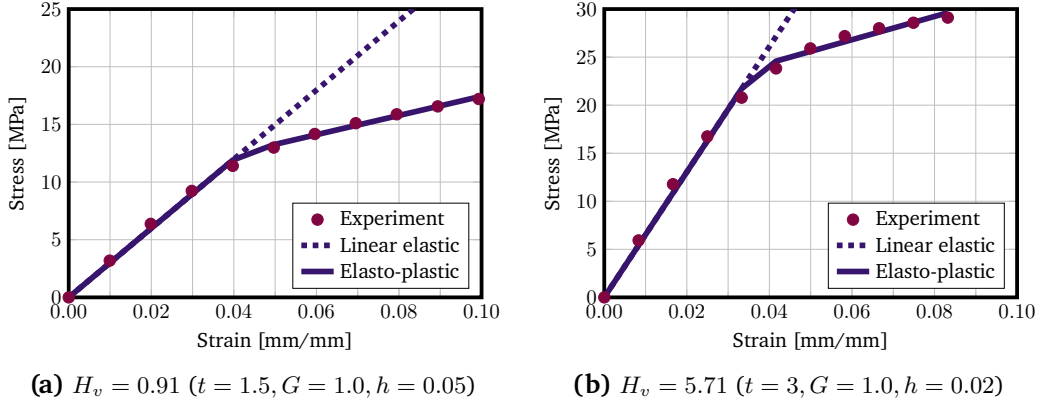 25
20
15
10
5
0
Stress [MPa]
Experiment
Linear elastic
Elasto-plastic
0.00 0.02 0.04 0.06 0.08 0.10
Strain [mm/mm]
(a) $H_v = 0.91$ ($t = 1.5, G = 1.0, h = 0.05$)
30
25
20
15
10
5
0
Stress [MPa]
Experiment
Linear elastic
Elasto-plastic
0.00 0.02 0.04 0.06 0.08 0.10
Strain [mm/mm]
(b) $H_v = 5.71$ ($t = 3, G = 1.0, h = 0.02$)